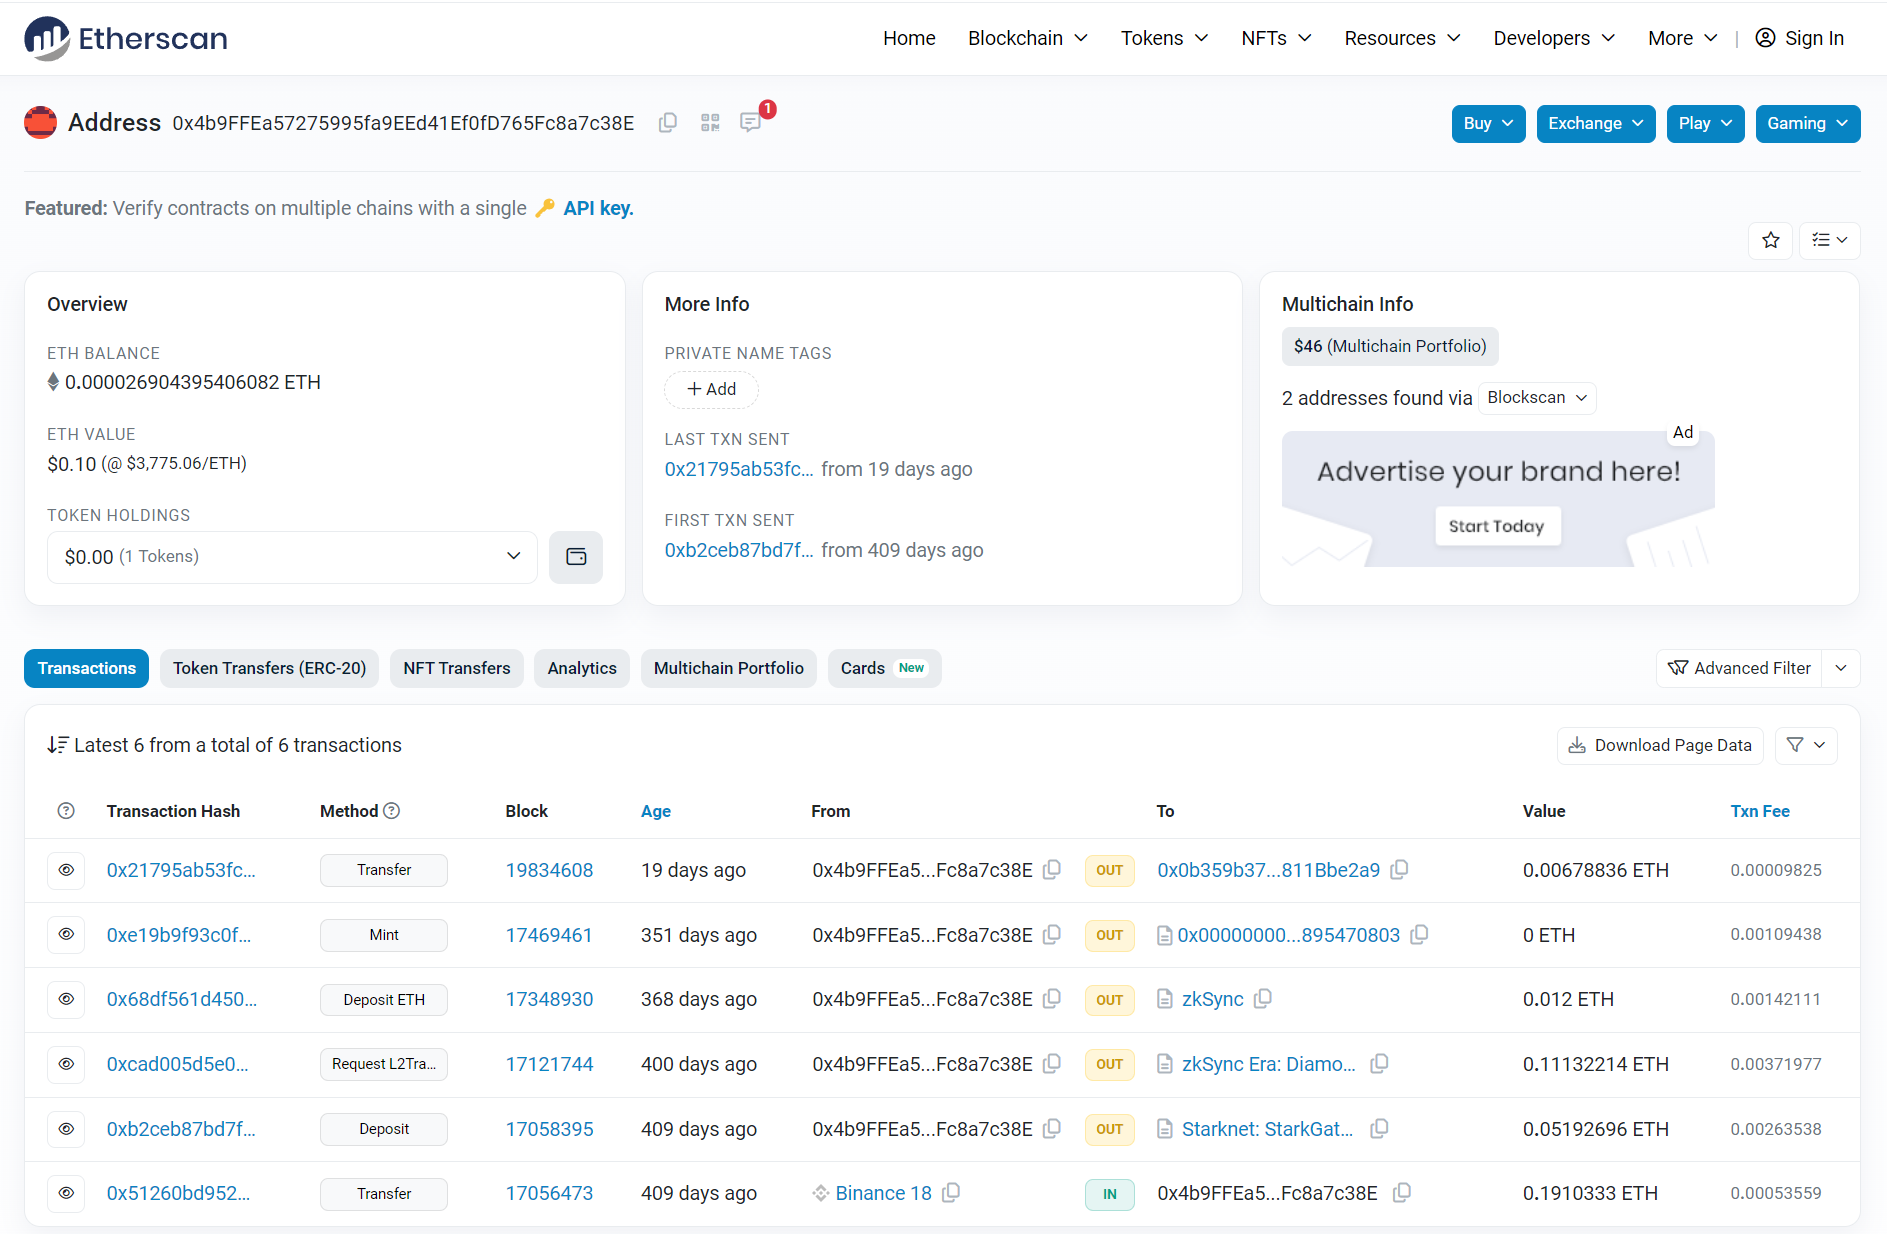 Etherscan
Home Blockchain Tokens NFTs Resources Developers More | Sign In
Address 0x4b9FFEa57275995fa9EEd41Ef0fD765Fc8a7c38E 1
Buy Exchange Play Gaming
Featured: Verify contracts on multiple chains with a single API key.
Overview
ETH BALANCE
0.000026904395406082 ETH
ETH VALUE
$0.10 (@ $3,775.06/ETH)
TOKEN HOLDINGS
$0.00 (1 Tokens)
More Info
PRIVATE NAME TAGS
+ Add
LAST TXN SENT
0x21795ab53fc... from 19 days ago
FIRST TXN SENT
0xb2ceb87bd7f... from 409 days ago
Multichain Info
$46 (Multichain Portfolio)
2 addresses found via Blockscan
Ad
Advertise your brand here!
Start Today
Transactions Token Transfers (ERC-20) NFT Transfers Analytics Multichain Portfolio Cards New
Advanced Filter
Latest 6 from a total of 6 transactions
Download Page Data
Transaction Hash Method Block Age From To Value Txn Fee
0x21795ab53fc... Transfer 19834608 19 days ago 0x4b9FFEa5...Fc8a7c38E OUT 0x0b359b37...811Bbe2a9 0.00678836 ETH 0.00009825
0xe19b9f93c0f... Mint 17469461 351 days ago 0x4b9FFEa5...Fc8a7c38E OUT 0x00000000...895470803 0 ETH 0.00109438
0x68df561d450... Deposit ETH 17348930 368 days ago 0x4b9FFEa5...Fc8a7c38E OUT zkSync 0.012 ETH 0.00142111
0xcad005d5e0... Request L2Tra... 17121744 400 days ago 0x4b9FFEa5...Fc8a7c38E OUT zkSync Era: Diamo... 0.11132214 ETH 0.00371977
0xb2ceb87bd7f... Deposit 17058395 409 days ago 0x4b9FFEa5...Fc8a7c38E OUT Starknet: StarkGat... 0.05192696 ETH 0.00263538
0x51260bd952... Transfer 17056473 409 days ago Binance 18 IN 0x4b9FFEa5...Fc8a7c38E 0.1910333 ETH 0.00053559